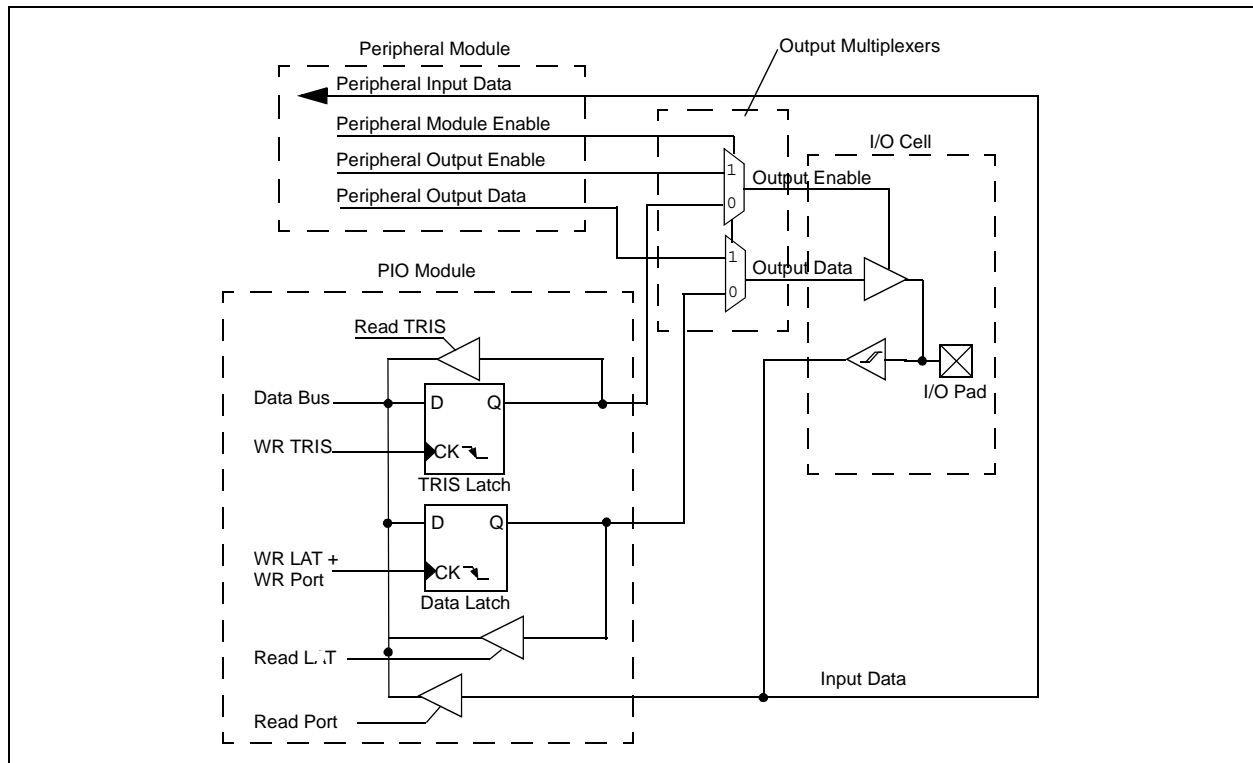 Output Multiplexers
Peripheral Module
Peripheral Input Data
Peripheral Module Enable
Peripheral Output Enable
Peripheral Output Data
I/O Cell
1
Output Enable
0
1
Output Data
0
PIO Module
Read TRIS
I/O Pad
Data Bus
D
Q
WR TRIS
CK
TRIS Latch
D
Q
WR LAT +
WR Port
CK
Data Latch
Read LAT
Input Data
Read Port